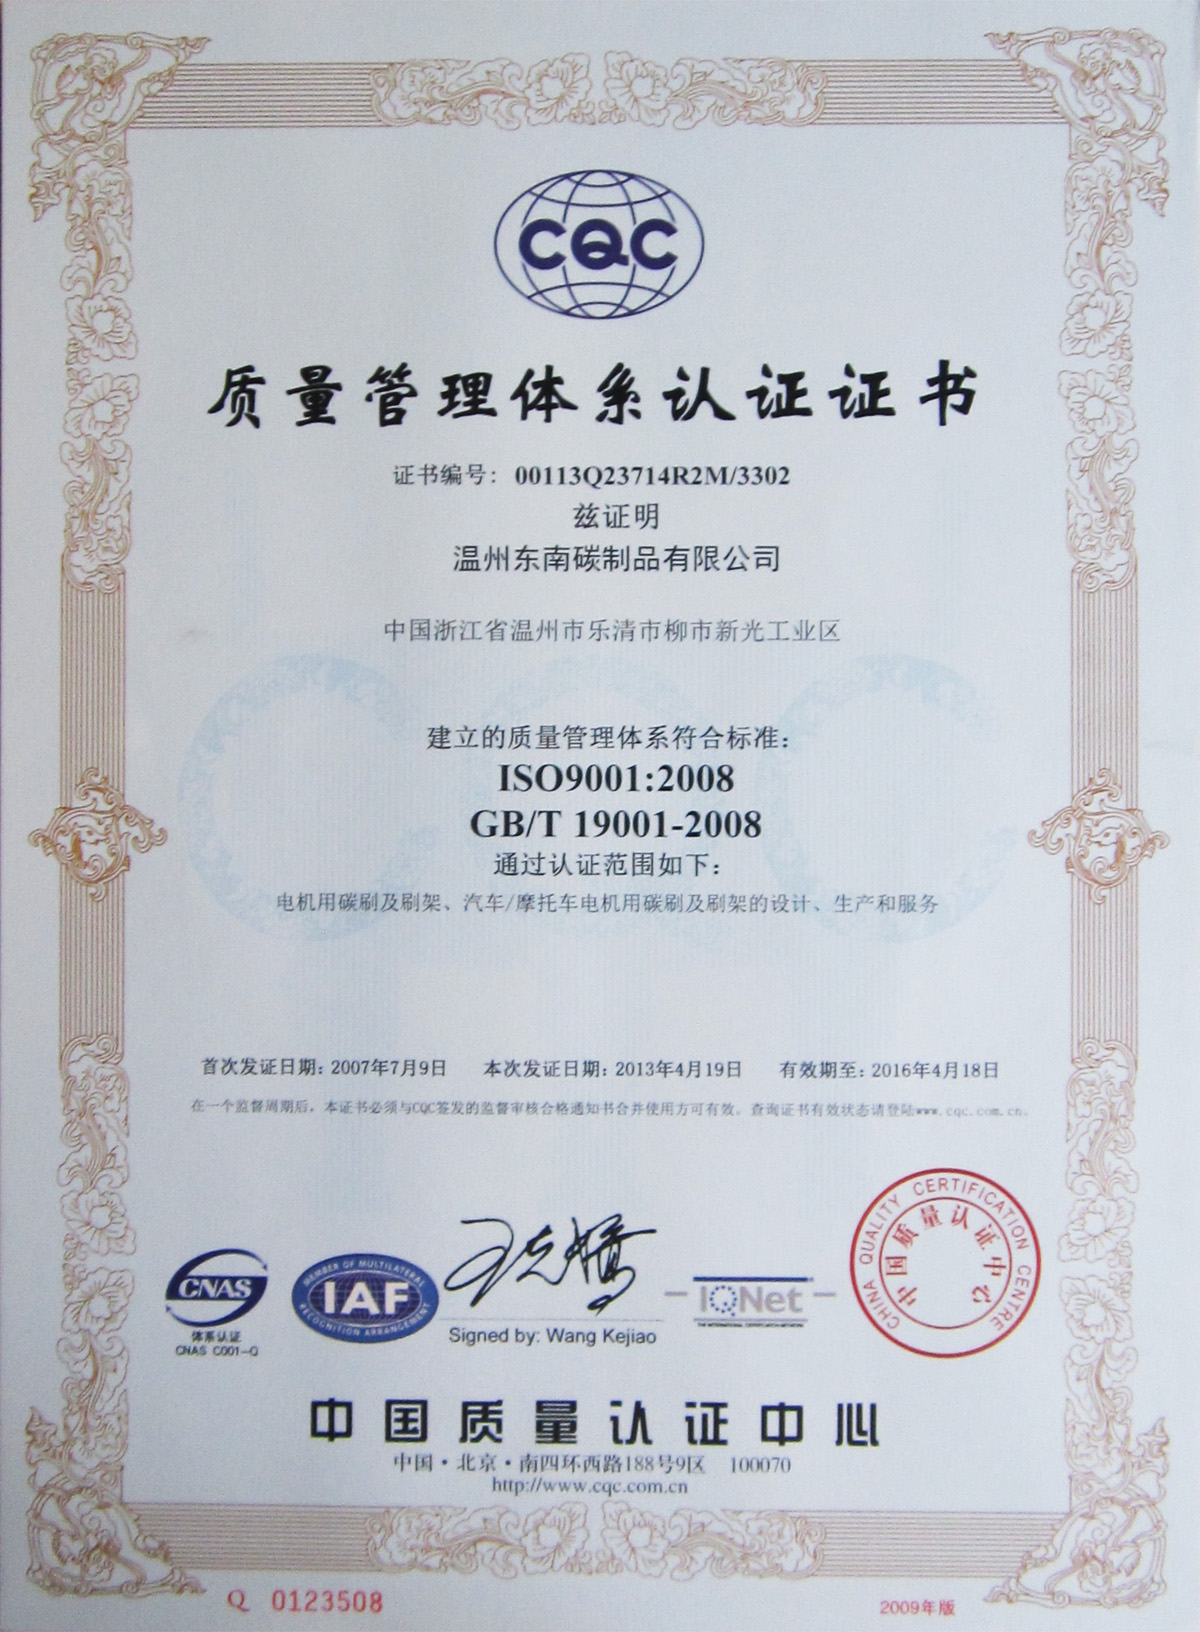 CQC
质量管理体系认证证书
证书编号： 00113Q23714R2M/3302
兹证明
温州东南碳制品有限公司
中国浙江省温州市乐清市柳市新光工业区
建立的质量管理体系符合标准：
ISO9001:2008
GB/T 19001-2008
通过认证范围如下：
电机用碳刷及刷架、汽车/摩托车电机用碳刷及刷架的设计、生产和服务
首次发证日期：2007年7月9日 本次发证日期：2013年4月19日 有效期至：2016年4月18日
在一个监督周期后，本证书必须与CQC签发的监督审核合格通知书合并使用方可有效。查询证书有效状态请登陆www.cqc.com.cn。
CNAS
体系认证
CNAS C001-Q
MEMBER OF MULTILATERAL
IAF
RECOGNITION ARRANGEMENT
Signed by: Wang Kejiao
IQNet
THE INTERNATIONAL CERTIFICATION NETWORK
CHINA QUALITY CERTIFICATION CENTRE
中国质量认证中心
中国质量认证中心
中国·北京·南四环西路188号9区 100070
http://www.cqc.com.cn
Q 0123508
2009年版